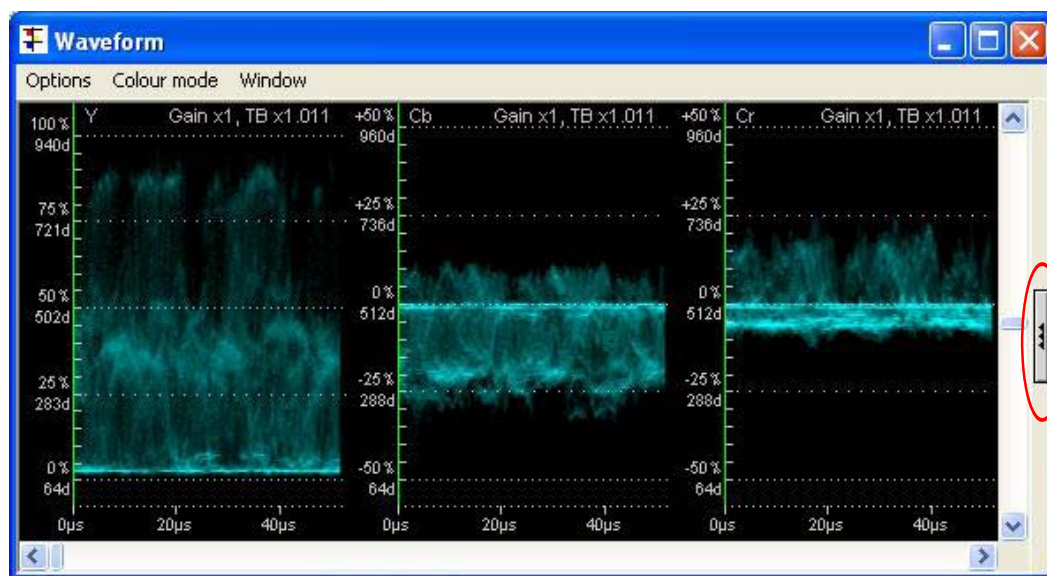 Waveform
Options Colour mode Window
Y Gain x1, TB x1.011
100 %
940d
75 %
721d
50 %
502d
25 %
283d
0 %
64d
0µs 20µs 40µs
Cb Gain x1, TB x1.011
+50 %
960d
+25 %
736d
0 %
512d
-25 %
288d
-50 %
64d
0µs 20µs 40µs
Cr Gain x1, TB x1.011
+50 %
960d
+25 %
736d
0 %
512d
-25 %
288d
-50 %
64d
0µs 20µs 40µs